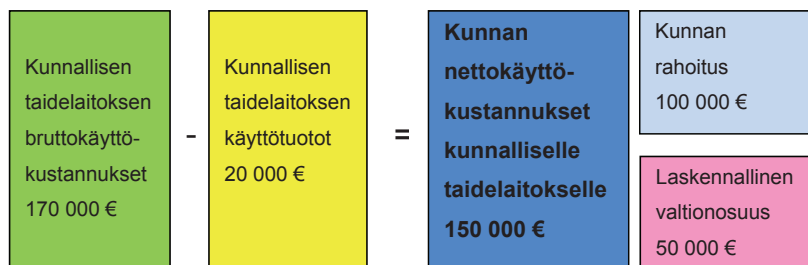 Kunnallisen
taidelaitoksen
bruttokäyttö-
kustannukset
170 000 €
-
Kunnallisen
taidelaitoksen
käyttötuotot
20 000 €
=
Kunnan
nettokäyttö-
kustannukset
kunnalliselle
taidelaitokselle
150 000 €
Kunnan
rahoitus
100 000 €
Laskennallinen
valtionosuus
50 000 €